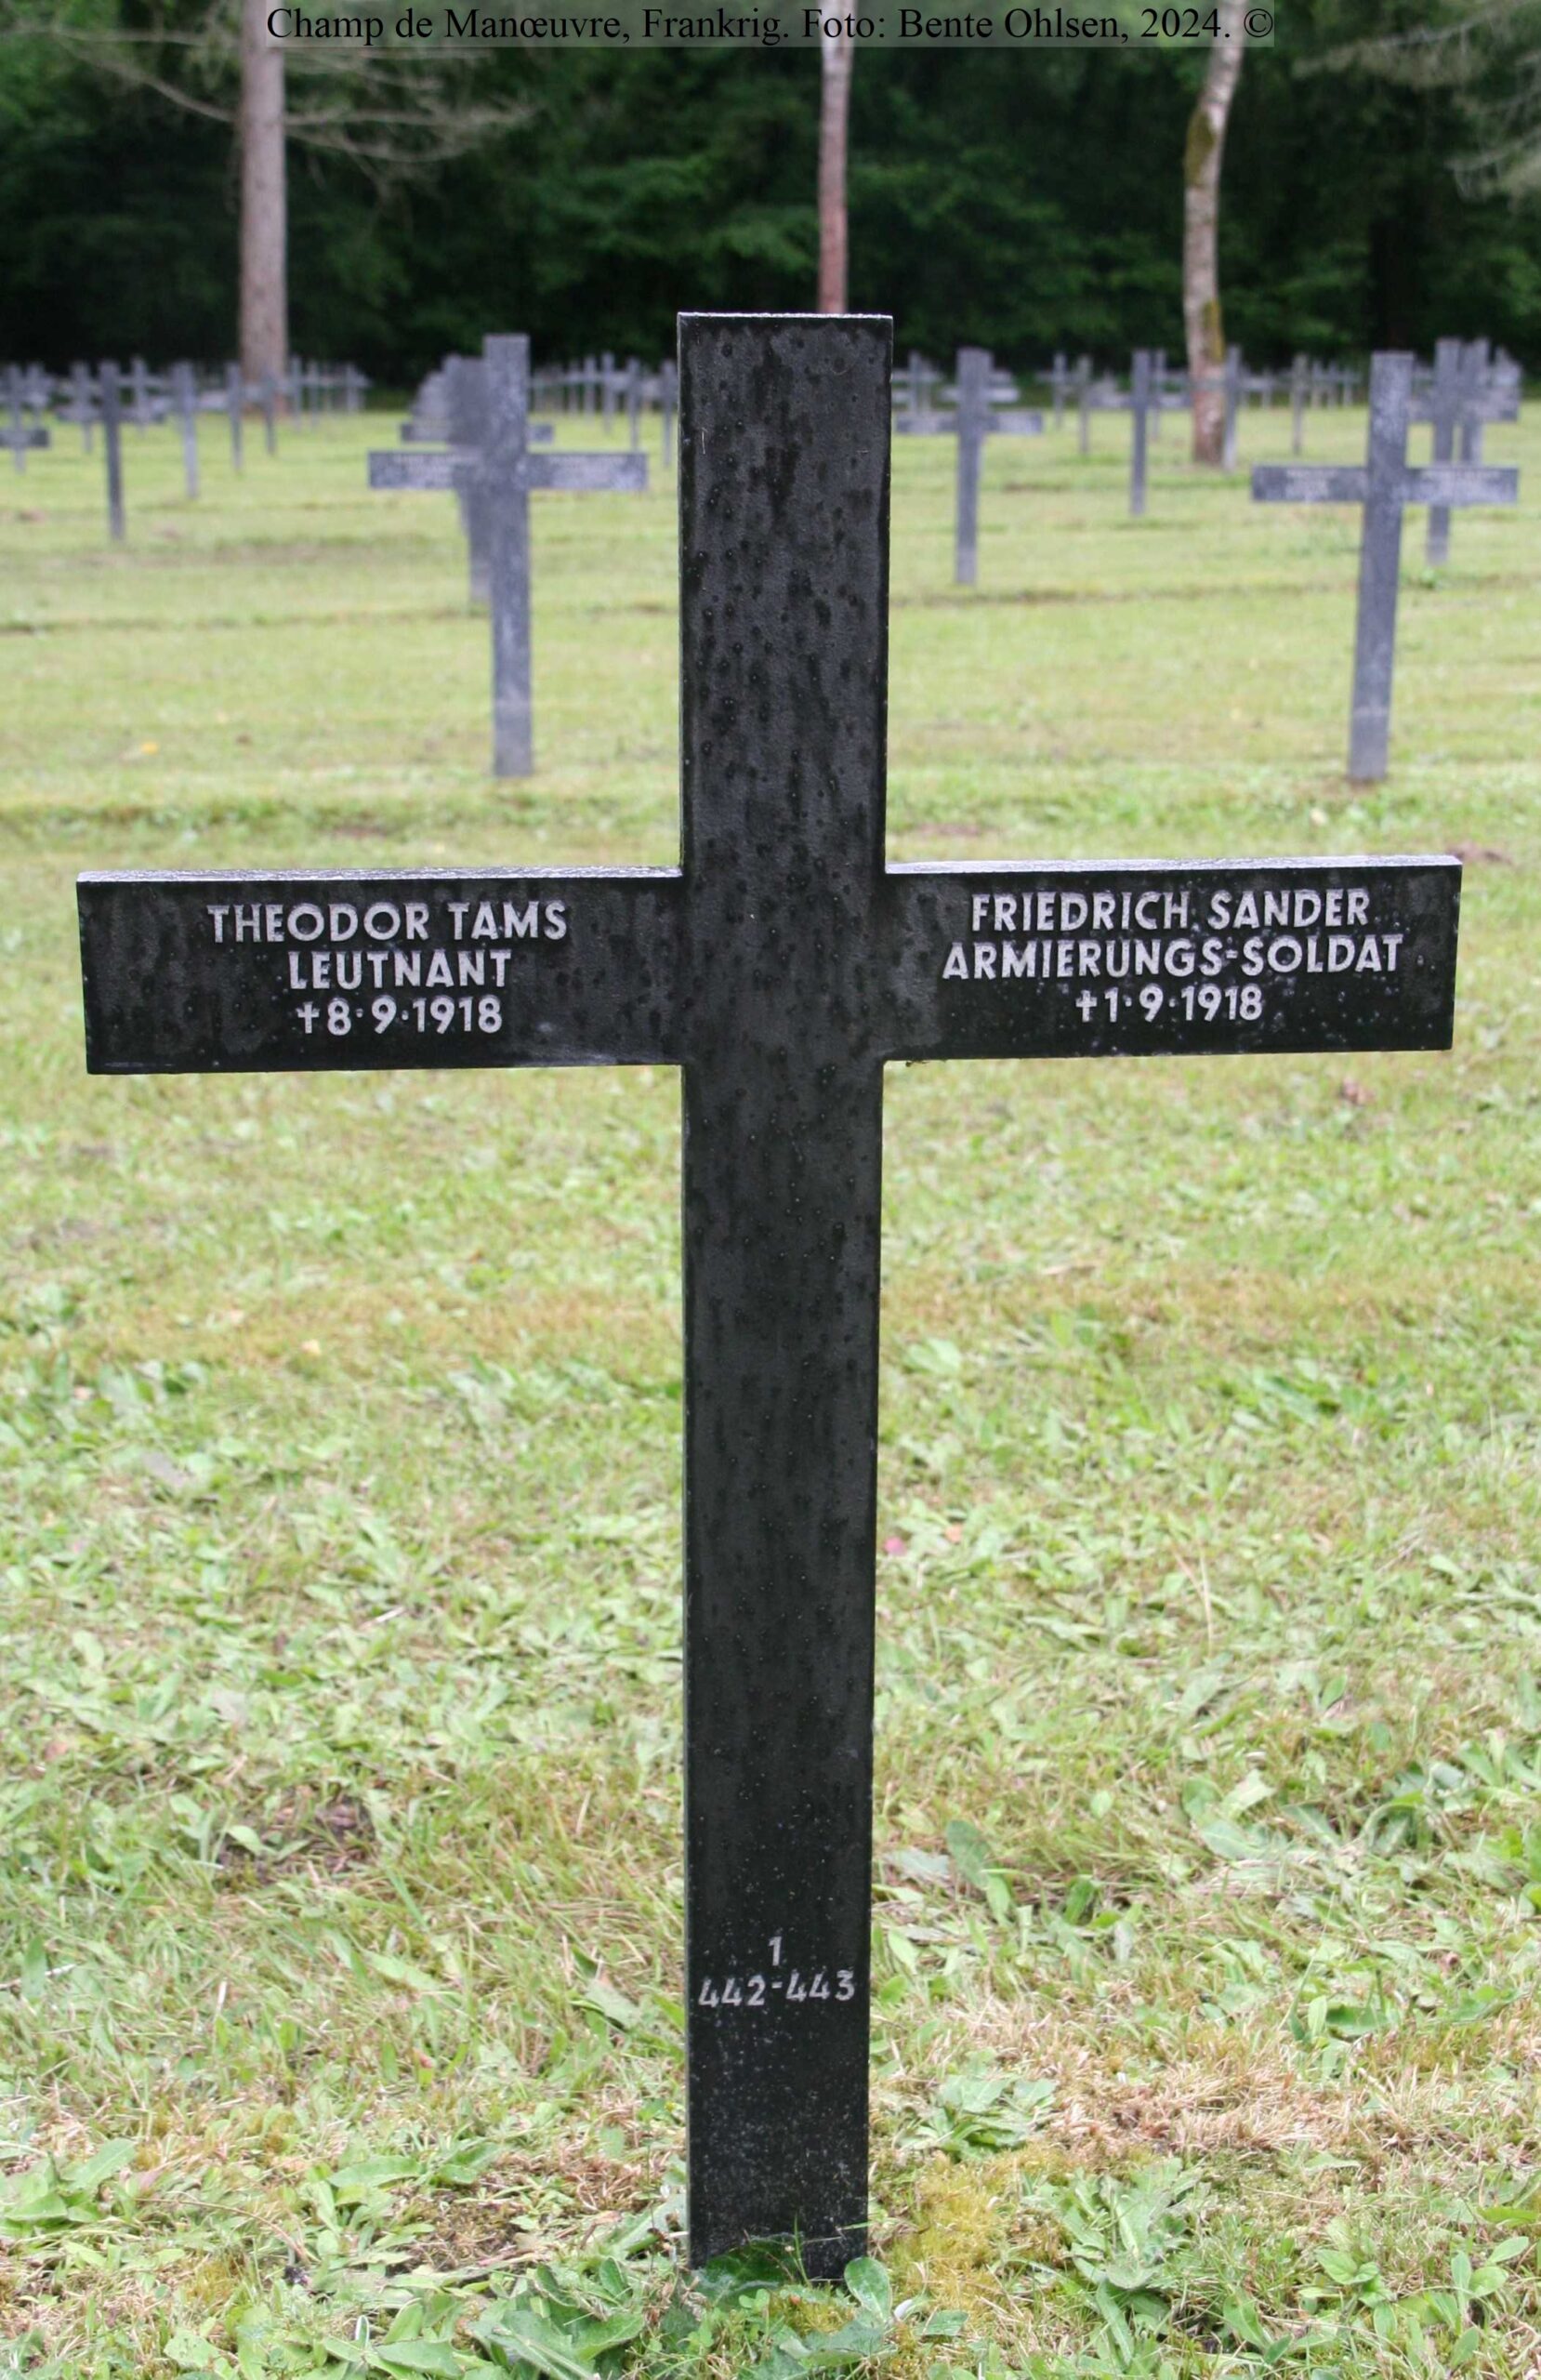 Champ de Manœuvre, Frankrig. Foto: Bente Ohlsen, 2024. ©
THEODOR TAMS
LEUTNANT
†8·9·1918
FRIEDRICH SANDER
ARMIERUNGS-SOLDAT
†1·9·1918
1
442-443